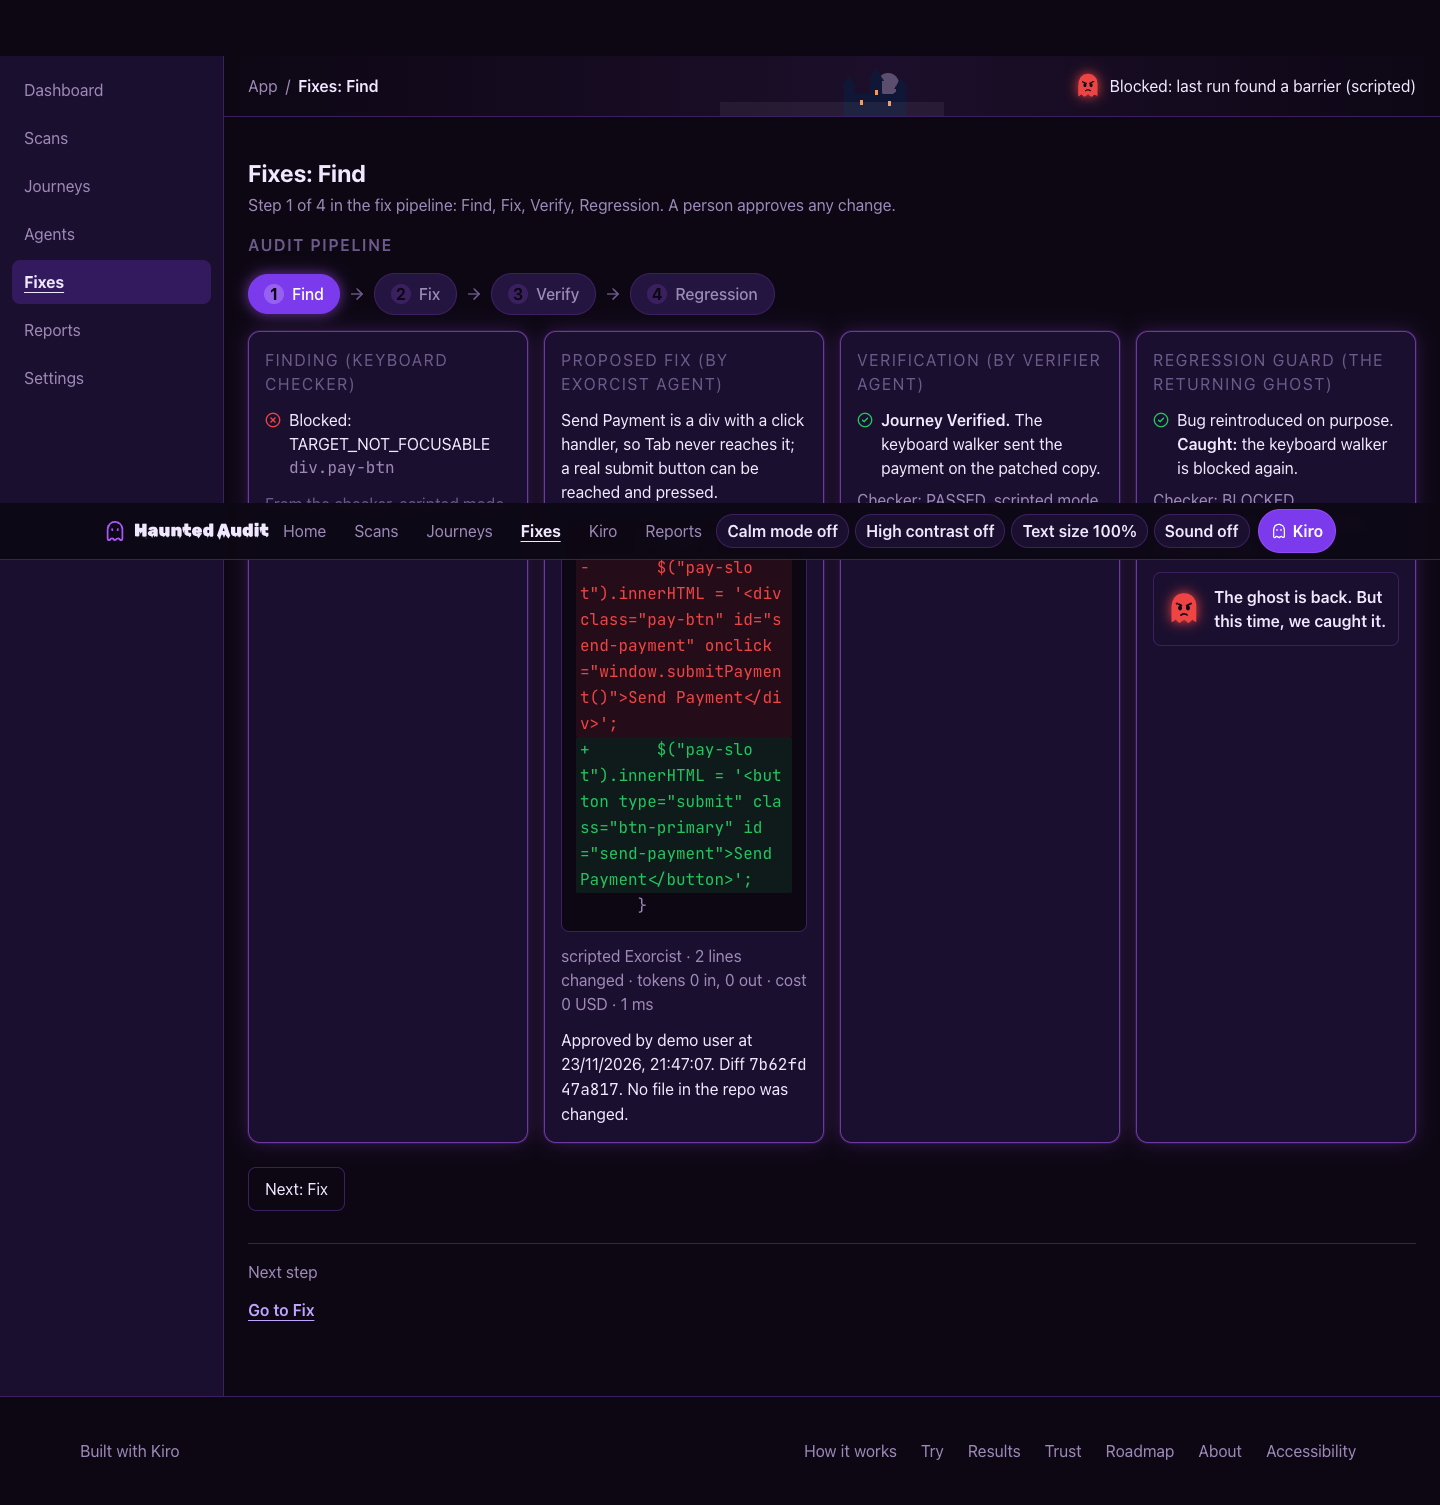 Dashboard
Scans
Journeys
Agents
Fixes
Reports
Settings
App / Fixes: Find
Blocked: last run found a barrier (scripted)
Fixes: Find
Step 1 of 4 in the fix pipeline: Find, Fix, Verify, Regression. A person approves any change.
AUDIT PIPELINE
1 Find → 2 Fix → 3 Verify → 4 Regression
FINDING (KEYBOARD
CHECKER)
Blocked:
TARGET_NOT_FOCUSABLE
div.pay-btn
From the checker, scripted mode
PROPOSED FIX (BY
EXORCIST AGENT)
Send Payment is a div with a click
handler, so Tab never reaches it;
a real submit button can be
reached and pressed.
VERIFICATION (BY VERIFIER
AGENT)
Journey Verified. The
keyboard walker sent the
payment on the patched copy.
Checker: PASSED, scripted mode
REGRESSION GUARD (THE
RETURNING GHOST)
Bug reintroduced on purpose.
Caught: the keyboard walker
is blocked again.
Checker: BLOCKED
Haunted Audit Home Scans Journeys Fixes Kiro Reports Calm mode off High contrast off Text size 100% Sound off Kiro
-       $("pay-slo
t").innerHTML = '<div
class="pay-btn" id="s
end-payment" onclick
="window.submitPaymen
t()">Send Payment</di
v>';
+       $("pay-slo
t").innerHTML = '<but
ton type="submit" cla
ss="btn-primary" id
="send-payment">Send
Payment</button>';
}
scripted Exorcist · 2 lines
changed · tokens 0 in, 0 out · cost
0 USD · 1 ms
Approved by demo user at
23/11/2026, 21:47:07. Diff 7b62fd
47a817. No file in the repo was
changed.
The ghost is back. But
this time, we caught it.
Next: Fix
Next step
Go to Fix
Built with Kiro
How it works Try Results Trust Roadmap About Accessibility